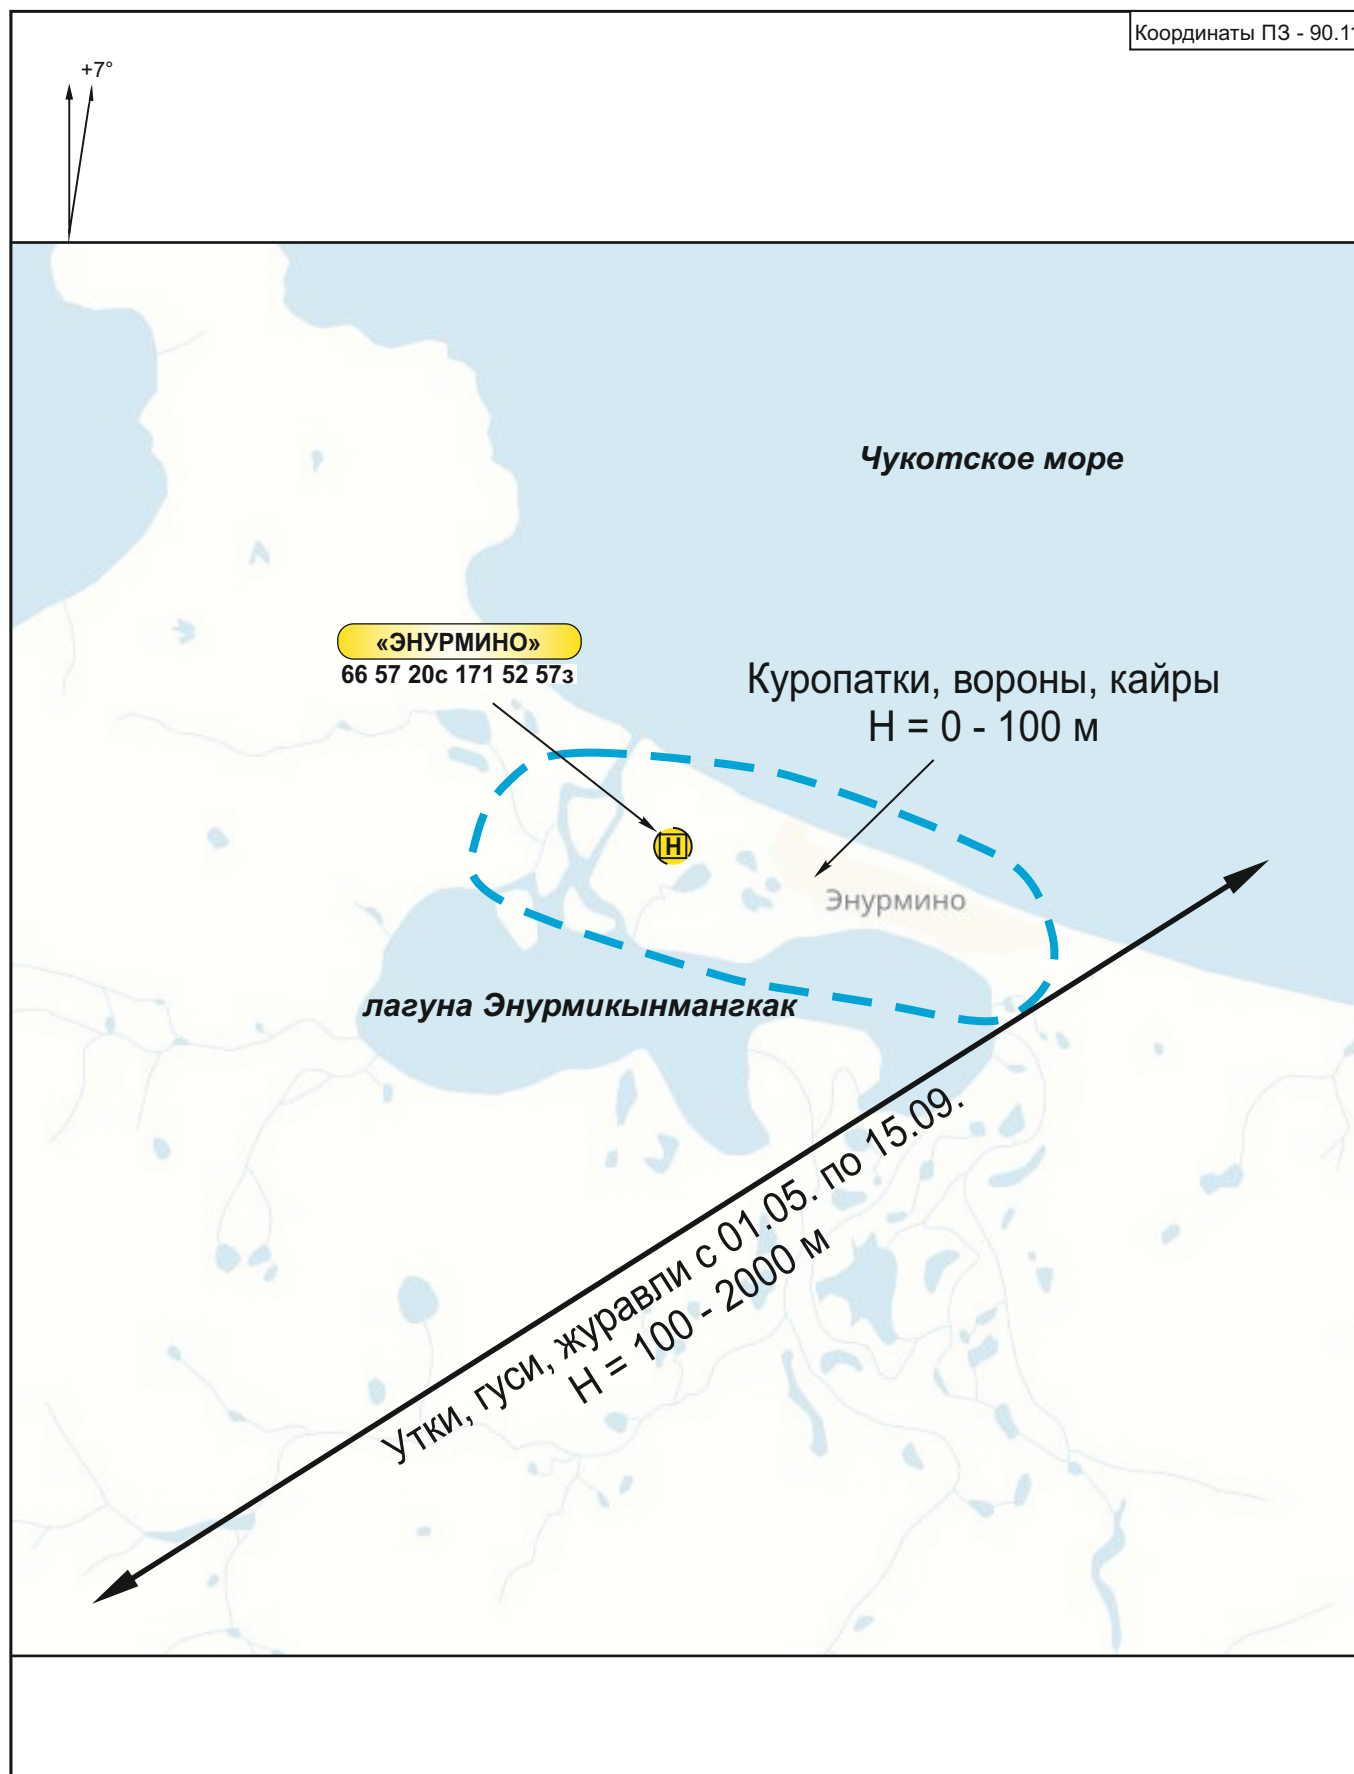 Координаты ПЗ - 90.11
+7°
Чукотское море
«ЭНУРМИНО»
66 57 20с 171 52 57з
Куропатки, вороны, кайры
Н = 0 - 100 м
Н
Энурмино
лагуна Энурмикынмангкак
Утки, гуси, журавли с 01.05. по 15.09.
Н = 100 - 2000 м